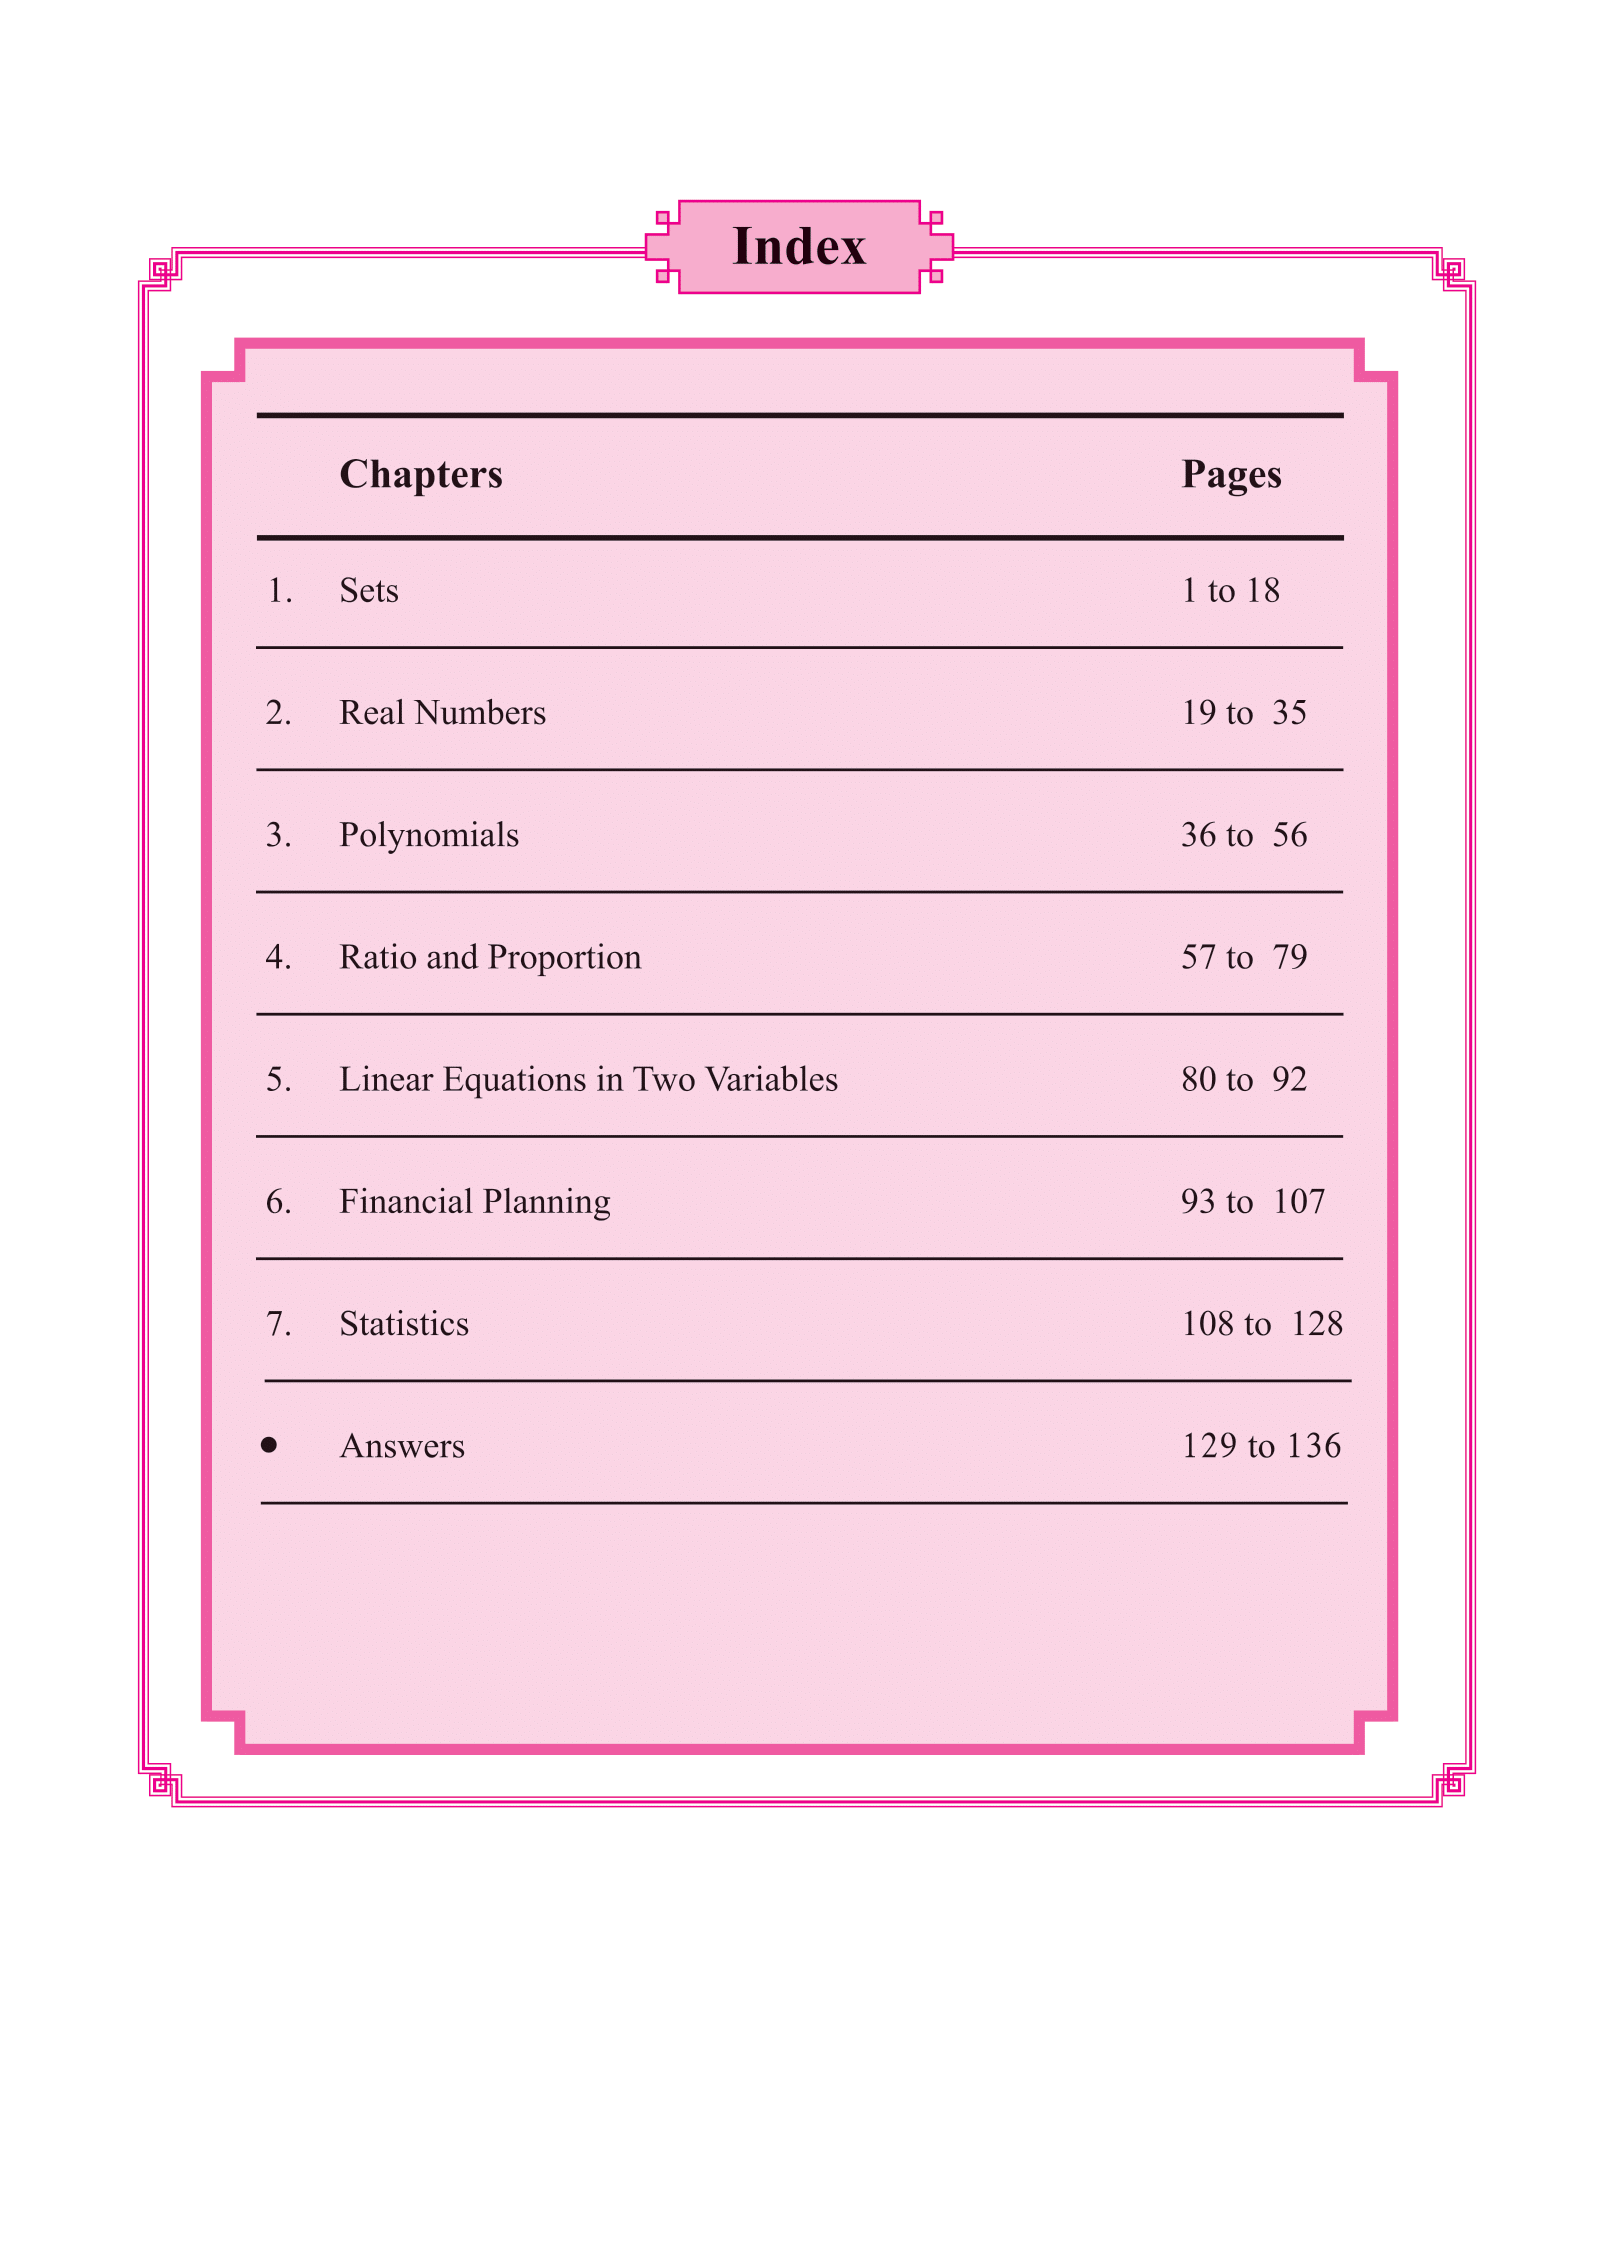 Index
Chapters Pages
1. Sets 1 to 18
2. Real Numbers 19 to 35
3. Polynomials 36 to 56
4. Ratio and Proportion 57 to 79
5. Linear Equations in Two Variables 80 to 92
6. Financial Planning 93 to 107
7. Statistics 108 to 128
● Answers 129 to 136